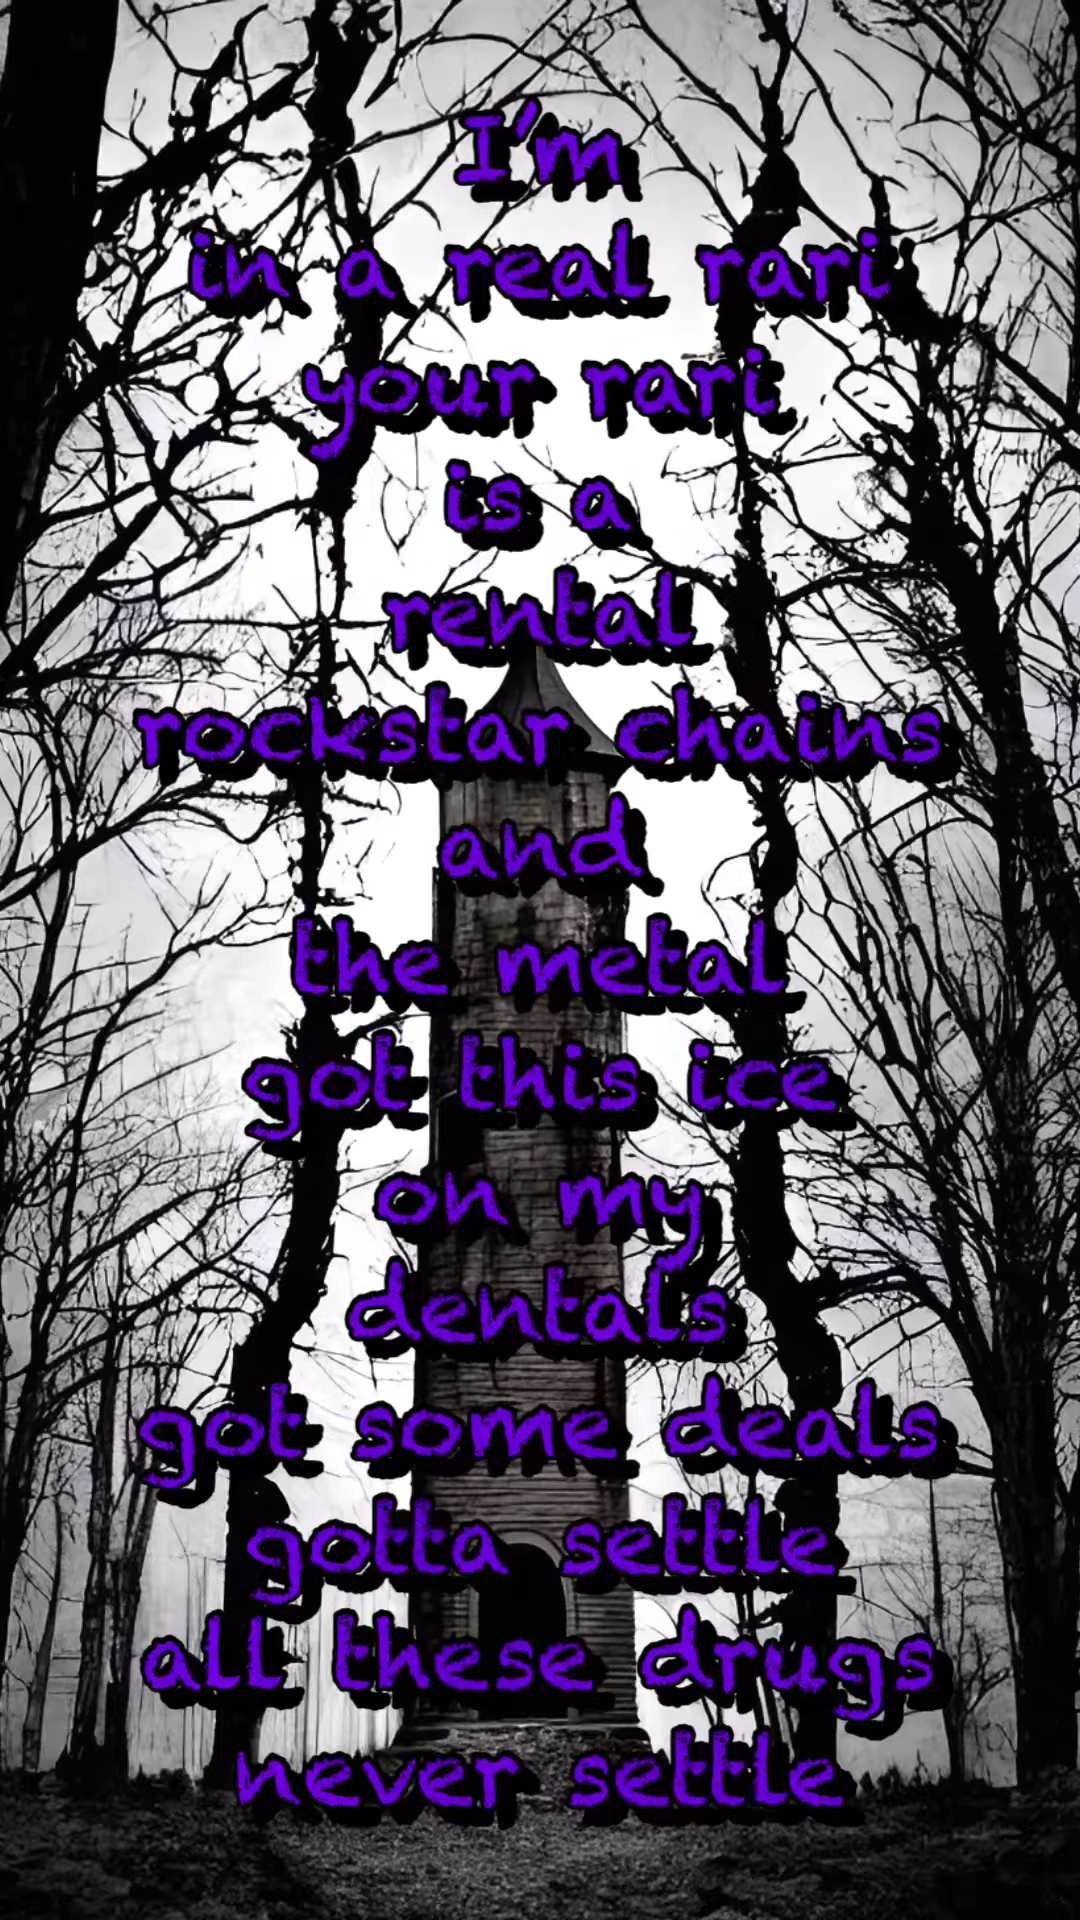 I'm
in a real rari
your rari
is a
rental
rockstar chains
and
the metal
got this ice
on my
dentals
got some deals
gotta settle
all these drugs
never settle